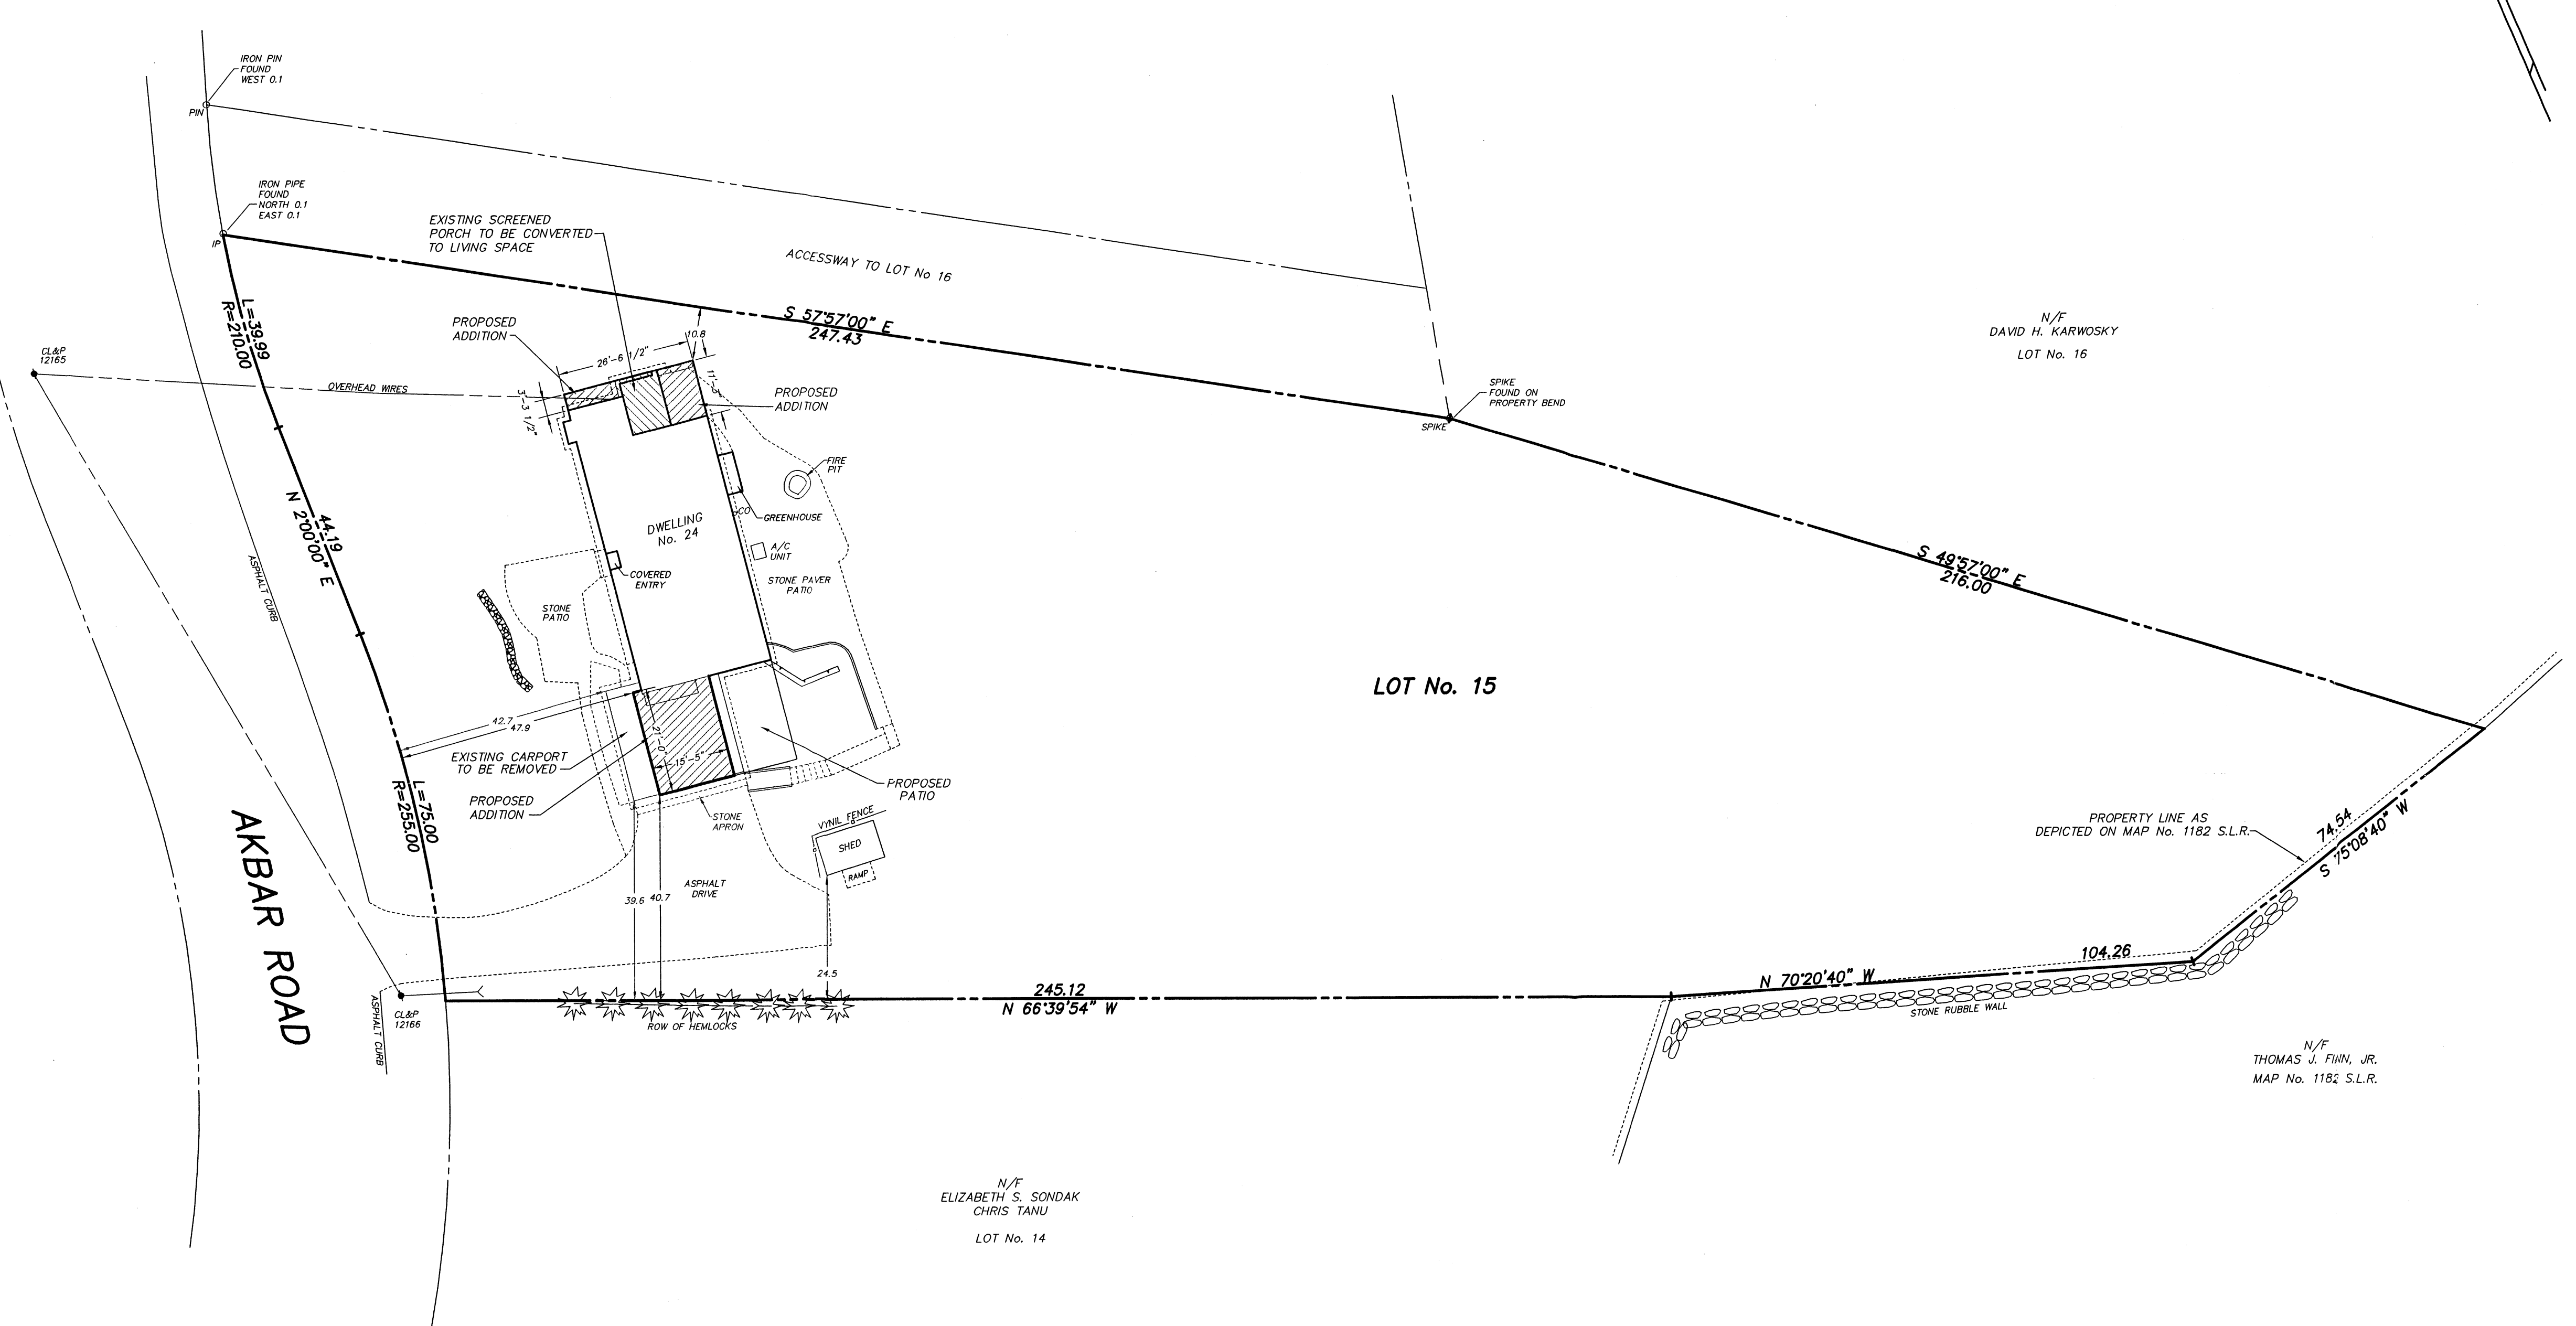 IRON PIN
FOUND
WEST 0.1
PIN
IRON PIPE
FOUND
NORTH 0.1
EAST 0.1
IP
EXISTING SCREENED
PORCH TO BE CONVERTED
TO LIVING SPACE
ACCESSWAY TO LOT No 16
S 57°57'00" E
247.43
N/F
DAVID H. KARWOSKY
LOT No. 16
L=39.99
R=210.00
PROPOSED
ADDITION
10.8
26'-6 1/2"
CL&P
12165
OVERHEAD WIRES
3'-3 1/2"
PROPOSED
ADDITION
SPIKE
FOUND ON
PROPERTY BEND
SPIKE
FIRE
PIT
44.19
N 2°00'00" E
ASPHALT CURB
DWELLING
No. 24
CO
GREENHOUSE
A/C
UNIT
COVERED
ENTRY
STONE PAVER
PATIO
STONE
PATIO
S 49°57'00" E
216.00
LOT No. 15
42.7
47.9
21'-0"
15'-5"
EXISTING CARPORT
TO BE REMOVED
PROPOSED
ADDITION
PROPOSED
PATIO
L=75.00
R=255.00
STONE
APRON
VYNIL FENCE
SHED
RAMP
PROPERTY LINE AS
DEPICTED ON MAP No. 1182 S.L.R.
74.54
S 75°08'40" W
AKBAR ROAD
ASPHALT
DRIVE
39.6
40.7
24.5
CL&P
12166
ASPHALT CURB
ROW OF HEMLOCKS
245.12
N 66°39'54" W
N 70°20'40" W
104.26
STONE RUBBLE WALL
N/F
THOMAS J. FINN, JR.
MAP No. 1182 S.L.R.
N/F
ELIZABETH S. SONDAK
CHRIS TANU
LOT No. 14